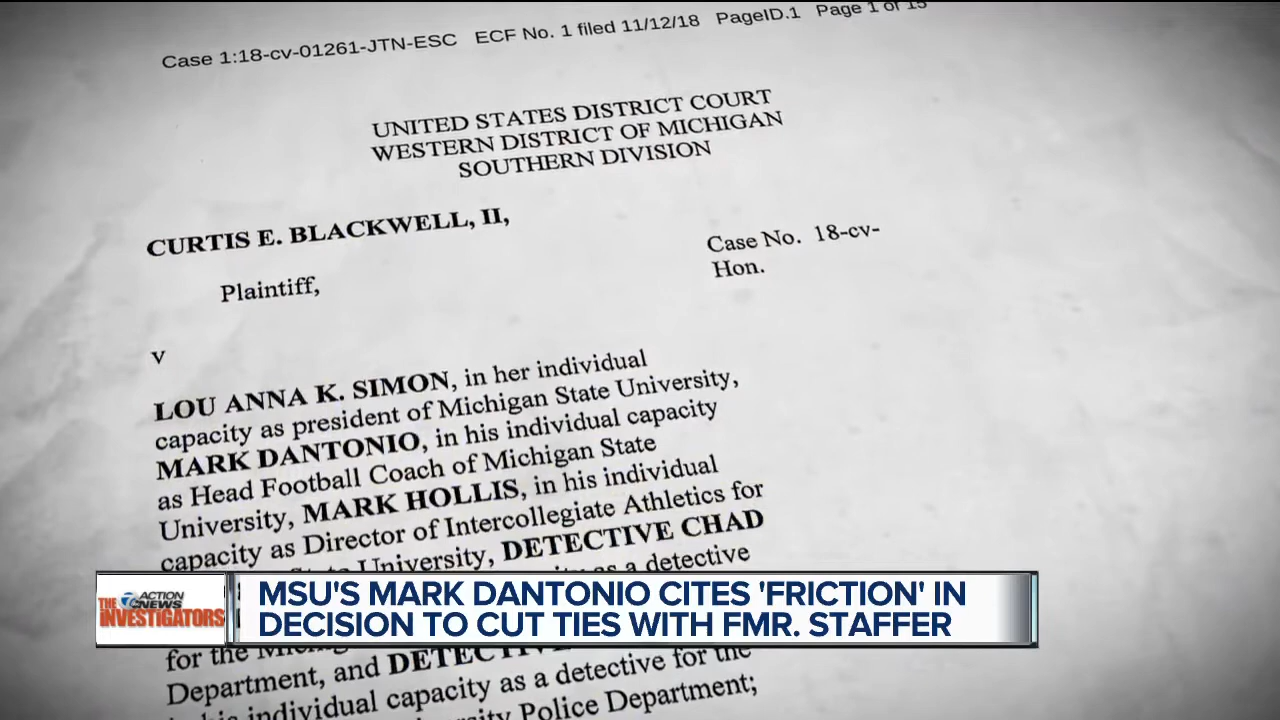 Case 1:18-cv-01261-JTN-ESC ECF No. 1 filed 11/12/18 PageID.1 Page 1 of 15
UNITED STATES DISTRICT COURT
WESTERN DISTRICT OF MICHIGAN
SOUTHERN DIVISION
CURTIS E. BLACKWELL, II,
Case No. 18-cv-
Hon.
Plaintiff,
v
LOU ANNA K. SIMON, in her individual
capacity as president of Michigan State University,
MARK DANTONIO, in his individual capacity
as Head Football Coach of Michigan State
University, MARK HOLLIS, in his individual
capacity as Director of Intercollegiate Athletics for
State University, DETECTIVE CHAD
as a detective
THE ACTION NEWS INVESTIGATORS
MSU'S MARK DANTONIO CITES 'FRICTION' IN
DECISION TO CUT TIES WITH FMR. STAFFER
for the
Department, and DETECTIVE
individual capacity as a detective for the
Police Department;